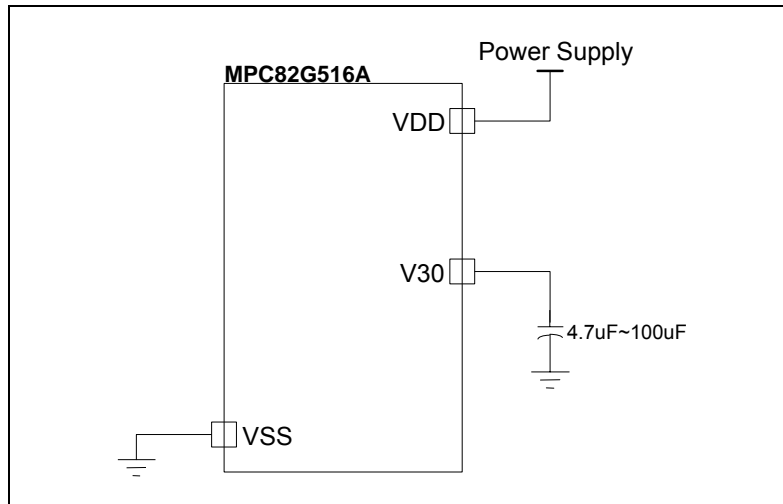 Power Supply
MPC82G516A
VDD
V30
4.7uF~100uF
VSS